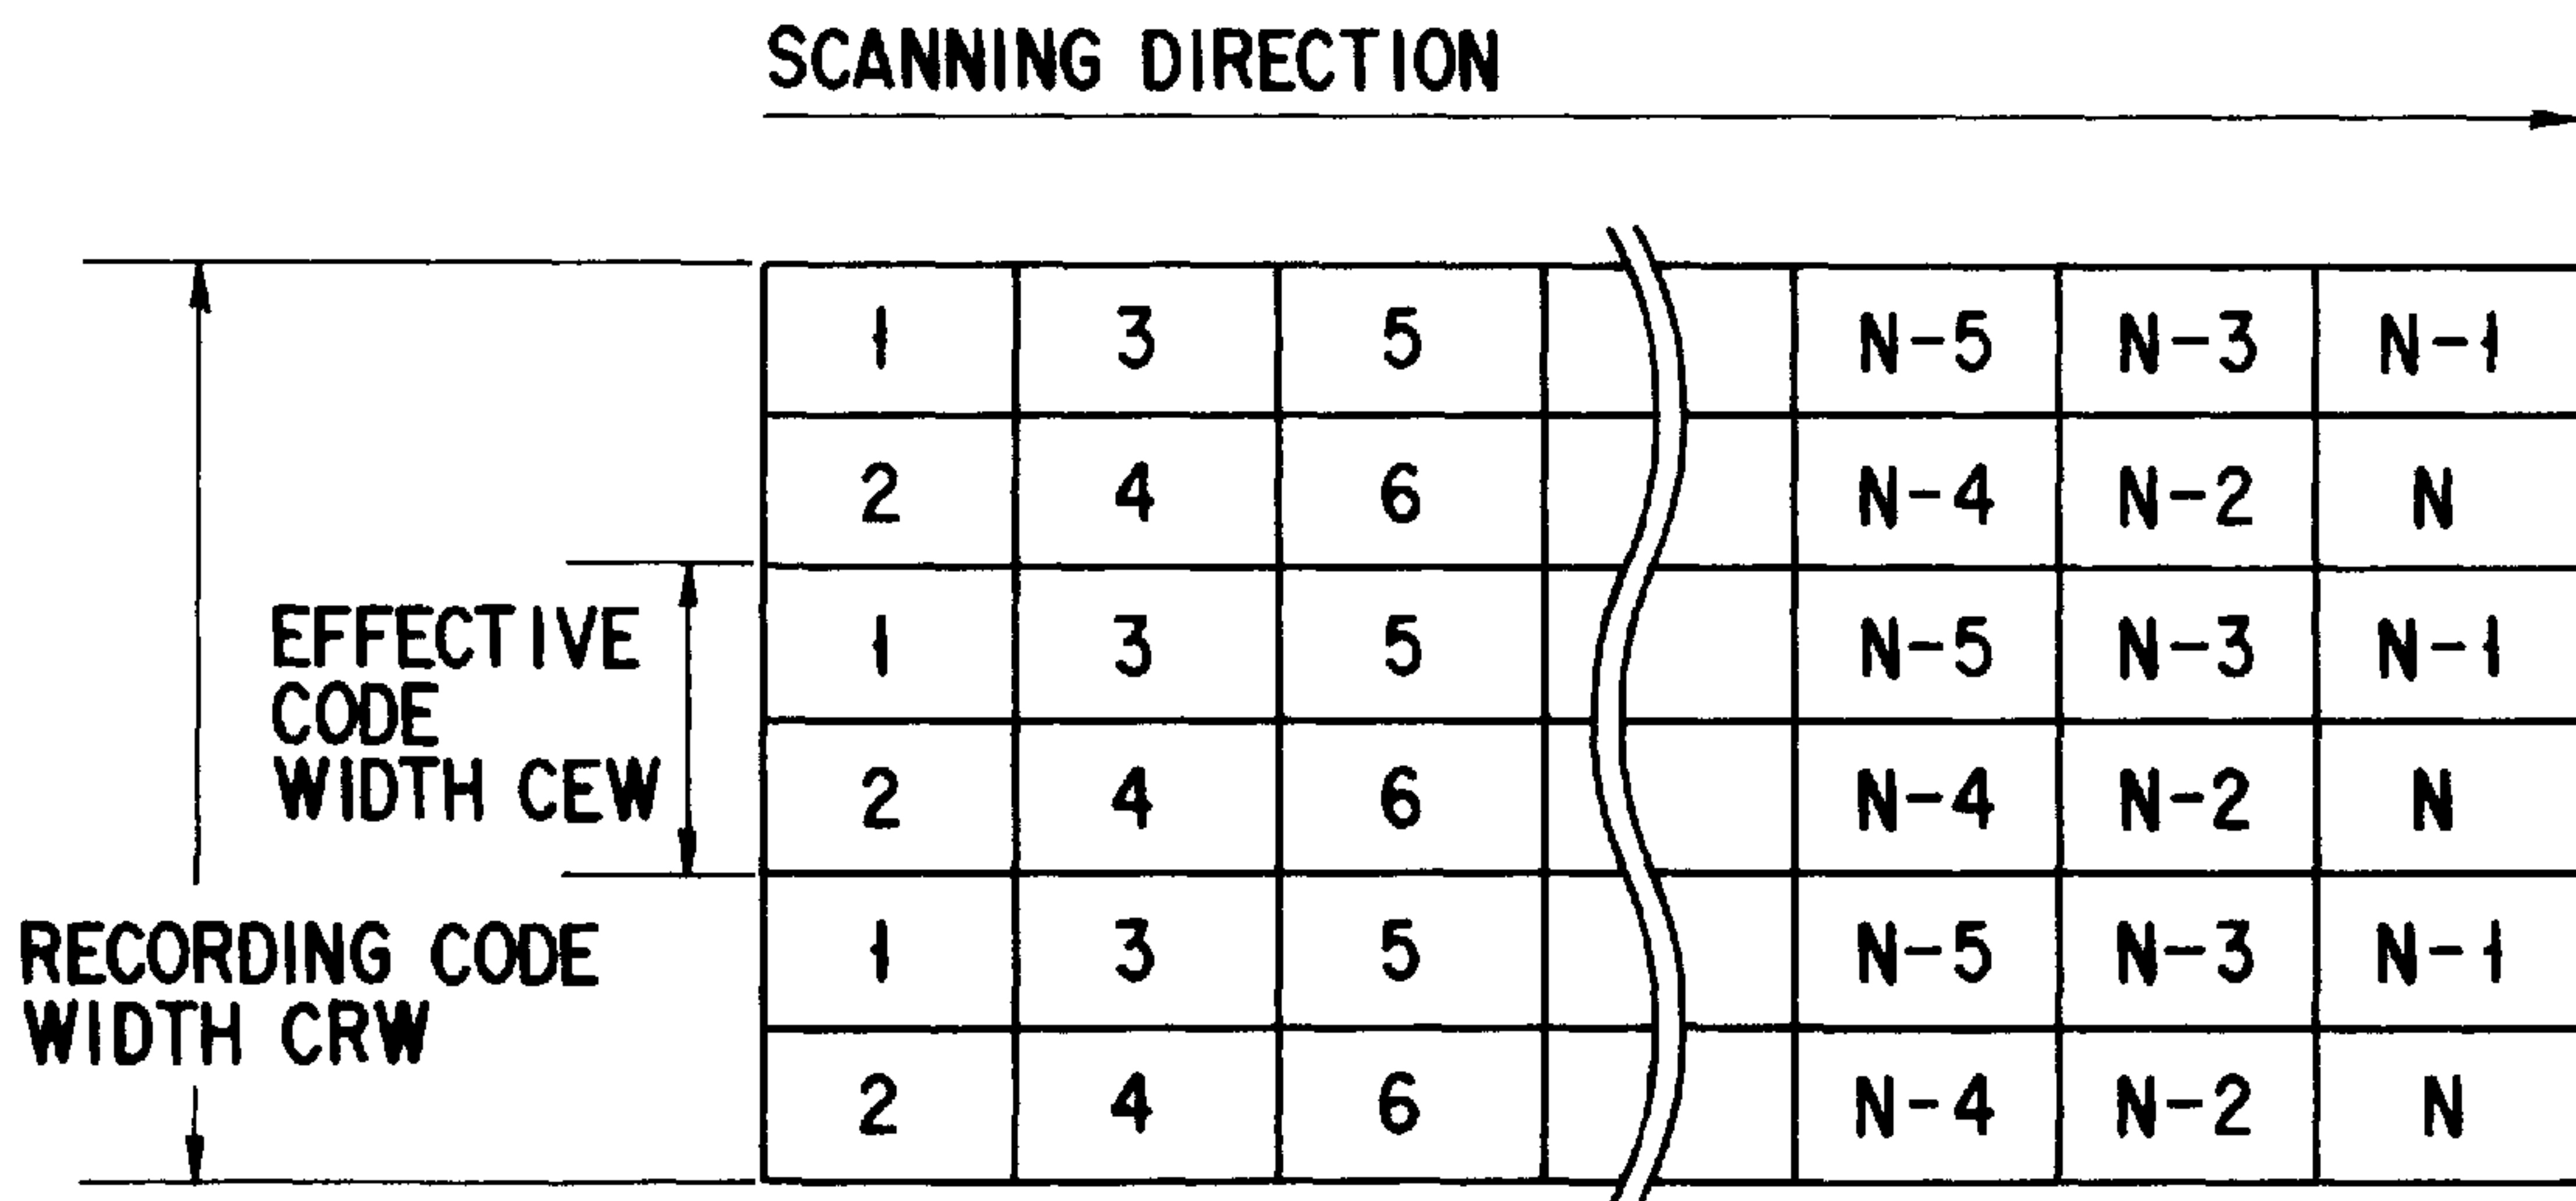 SCANNING DIRECTION
1 3 5 N-5 N-3 N-1
2 4 6 N-4 N-2 N
EFFECTIVE
CODE
WIDTH CEW
1 3 5 N-5 N-3 N-1
2 4 6 N-4 N-2 N
RECORDING CODE
WIDTH CRW
1 3 5 N-5 N-3 N-1
2 4 6 N-4 N-2 N